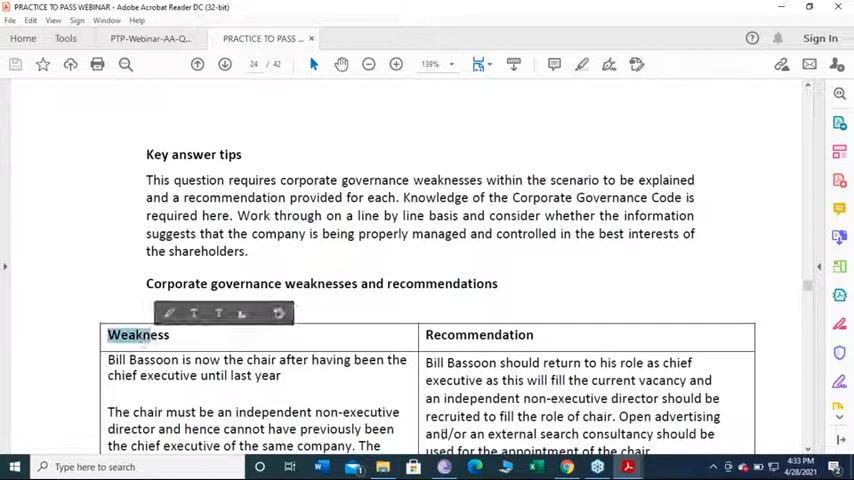 PRACTICE TO PASS WEBINAR - Adobe Acrobat Reader DC (32-bit)
File Edit View Sign Window Help
Home Tools PTP-Webinar-AA-Q... PRACTICE TO PASS ... × Sign In
24 / 42 139%
Key answer tips
This question requires corporate governance weaknesses within the scenario to be explained
and a recommendation provided for each. Knowledge of the Corporate Governance Code is
required here. Work through on a line by line basis and consider whether the information
suggests that the company is being properly managed and controlled in the best interests of
the shareholders.
Corporate governance weaknesses and recommendations
Weakness
Bill Bassoon is now the chair after having been the
chief executive until last year
The chair must be an independent non-executive
director and hence cannot have previously been
the chief executive of the same company. The
Recommendation
Bill Bassoon should return to his role as chief
executive as this will fill the current vacancy and
an independent non-executive director should be
recruited to fill the role of chair. Open advertising
and/or an external search consultancy should be
used for the appointment of the chair.
Type here to search
4:33 PM
4/28/2021